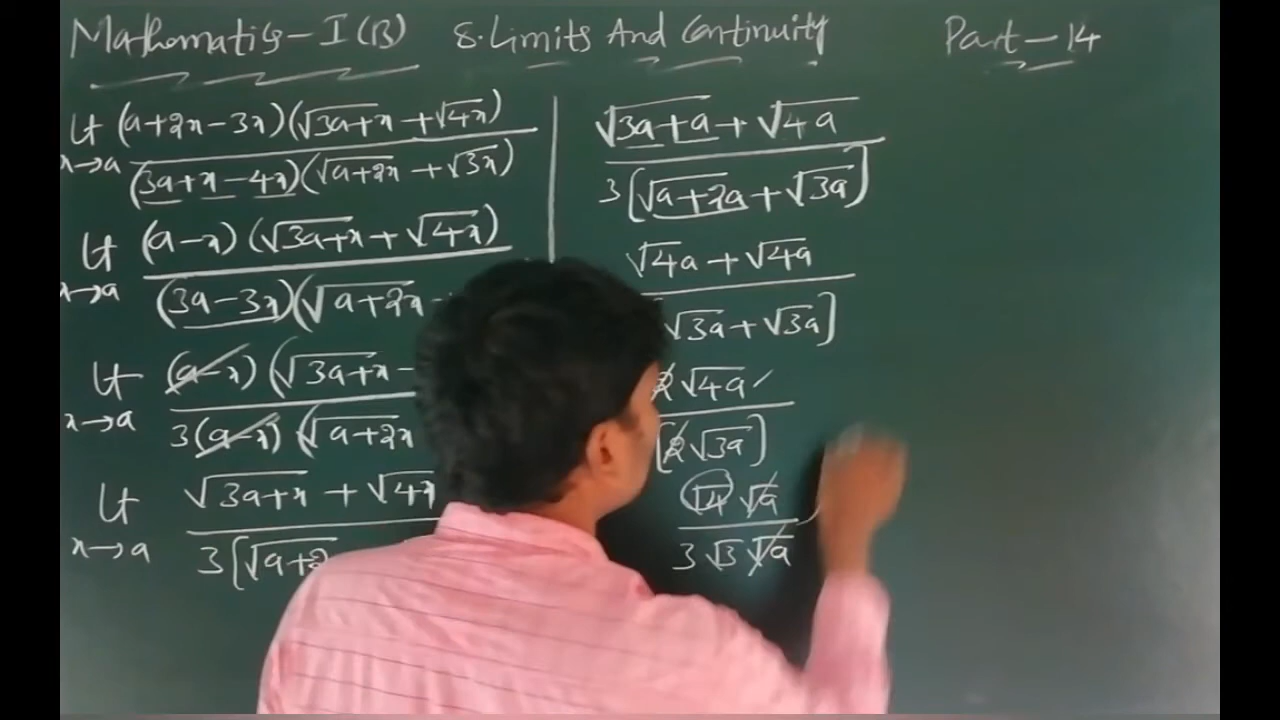 Mathematics-I(B) 8.Limits And Continuity Part-14
Lt (a+2x-3x)(√3a+x+√4x)
x→a (3a+x-4x)(√a+2x+√3x)
Lt (a-x)(√3a+x+√4x)
x→a (3a-3x)(√a+2x
Lt (a-x)(√3a+x-
x→a 3(a-x)(√a+2x
Lt √3a+x+√4x
x→a 3[√a+2
√3a+a+√4a
3[√a+2a+√3a]
√4a+√4a
√3a+√3a]
2√4a
[2√3a]
√4√a
3√3√a